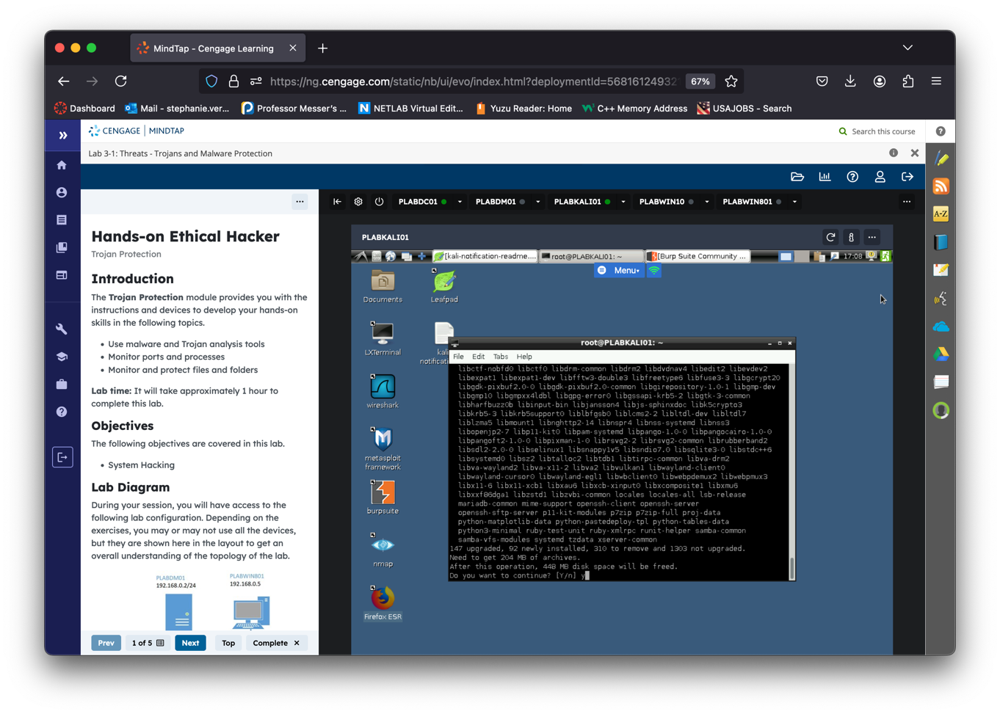 MindTap - Cengage Learning
https://ng.cengage.com/static/nb/ui/evo/index.html?deploymentId=56816124932
67%
Dashboard
Mail - stephanie.ver...
Professor Messer's ...
NETLAB Virtual Edit...
Yuzu Reader: Home
C++ Memory Address
USAJOBS - Search
CENGAGE | MINDTAP
Search this course
Lab 3-1: Threats - Trojans and Malware Protection
PLABDC01
PLABDM01
PLABKALI01
PLABWIN10
PLABWIN801
Hands-on Ethical Hacker
Trojan Protection
Introduction
The Trojan Protection module provides you with the
instructions and devices to develop your hands-on
skills in the following topics.
• Use malware and Trojan analysis tools
• Monitor ports and processes
• Monitor and protect files and folders
Lab time: It will take approximately 1 hour to
complete this lab.
Objectives
The following objectives are covered in this lab.
• System Hacking
Lab Diagram
During your session, you will have access to the
following lab configuration. Depending on the
exercises, you may or may not use all the devices,
but they are shown here in the layout to get an
overall understanding of the topology of the lab.
PLABDM01
192.168.0.2/24
PLABWIN801
192.168.0.5
Prev
1 of 5
Next
Top
Complete
PLABKALI01
[kali-notification-readme....
root@PLABKALI01: ~
[Burp Suite Community ...
17:08
Menu
Documents
Leafpad
LXTerminal
kali
notificati
wireshark
metasploit
framework
burpsuite
nmap
Firefox ESR
A-Z
root@PLABKALI01: ~
File Edit Tabs Help
libctf-nobfd0 libctf0 libdrm-common libdrm2 libdvdnav4 libedit2 libevdev2
libexpat1 libexpat1-dev libfftw3-double3 libfreetype6 libfuse3-3 libgcrypt20
libgdk-pixbuf2.0-0 libgdk-pixbuf2.0-common libgirepository-1.0-1 libgmp-dev
libgmp10 libgmpxx4ldbl libgpg-error0 libgssapi-krb5-2 libgtk-3-common
libharfbuzz0b libinput-bin libjansson4 libjs-sphinxdoc libk5crypto3
libkrb5-3 libkrb5support0 liblbfgsb0 liblcms2-2 libltdl-dev libltdl7
liblzma5 libmount1 libnghttp2-14 libnspr4 libnss-systemd libnss3
libopenjp2-7 libp11-kit0 libpam-systemd libpango-1.0-0 libpangocairo-1.0-0
libpangoft2-1.0-0 libpixman-1-0 librsvg2-2 librsvg2-common librubberband2
libsdl2-2.0-0 libselinux1 libsnappy1v5 libsndio7.0 libsqlite3-0 libstdc++6
libsystemd0 libsz2 libtalloc2 libtdb1 libtirpc-common libva-drm2
libva-wayland2 libva-x11-2 libva2 libvulkan1 libwayland-client0
libwayland-cursor0 libwayland-egl1 libwbclient0 libwebpdemux2 libwebpmux3
libx11-6 libx11-xcb1 libxau6 libxcb-xinput0 libxcomposite1 libxmu6
libxxf86dga1 libzstd1 libzvbi-common locales locales-all lsb-release
mariadb-common mime-support openssh-client openssh-server
openssh-sftp-server p11-kit-modules p7zip p7zip-full proj-data
python-matplotlib-data python-pastedeploy-tpl python-tables-data
python3-minimal ruby-test-unit ruby-xmlrpc runit-helper samba-common
samba-vfs-modules systemd tzdata xserver-common
147 upgraded, 92 newly installed, 310 to remove and 1303 not upgraded.
Need to get 204 MB of archives.
After this operation, 448 MB disk space will be freed.
Do you want to continue? [Y/n] y